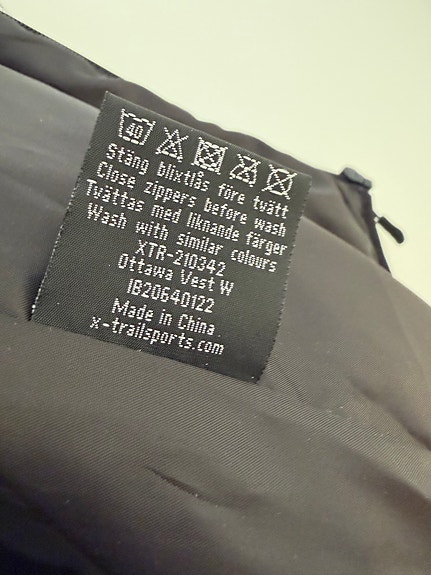 40
Stäng blixtlås före tvätt
Close zippers before wash
Tvättas med liknande färger
Wash with similar colours
XTR-210342
Ottawa Vest W
IB20640122
Made in China
x-trailsports.com